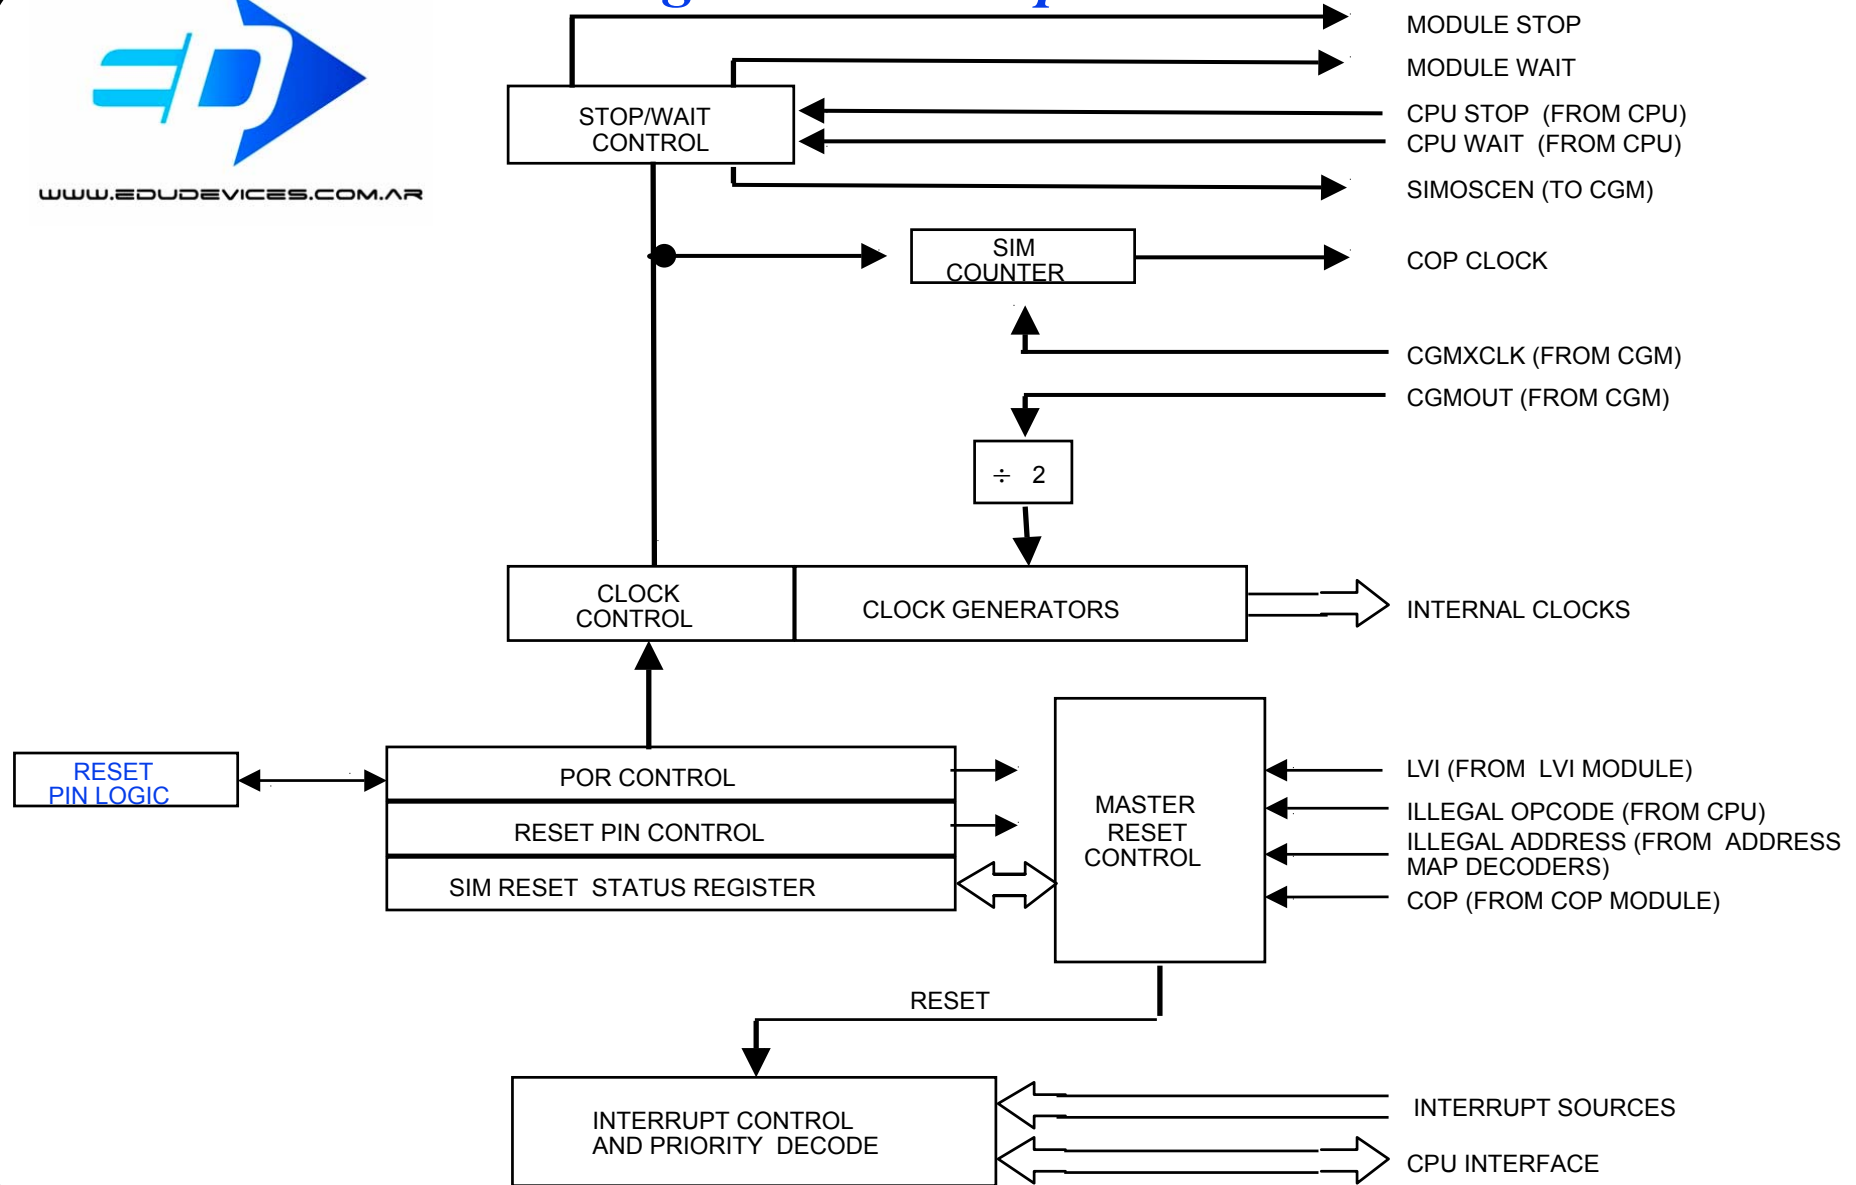 MODULE STOP
MODULE WAIT
STOP/WAIT
CONTROL
CPU STOP (FROM CPU)
CPU WAIT (FROM CPU)
WWW.EDUDEVICES.COM.AR
SIMOSCEN (TO CGM)
SIM
COUNTER
COP CLOCK
CGMXCLK (FROM CGM)
CGMOUT (FROM CGM)
÷ 2
CLOCK
CONTROL
CLOCK GENERATORS
INTERNAL CLOCKS
RESET
PIN LOGIC
POR CONTROL
RESET PIN CONTROL
SIM RESET STATUS REGISTER
MASTER
RESET
CONTROL
LVI (FROM LVI MODULE)
ILLEGAL OPCODE (FROM CPU)
ILLEGAL ADDRESS (FROM ADDRESS
MAP DECODERS)
COP (FROM COP MODULE)
RESET
INTERRUPT CONTROL
AND PRIORITY DECODE
INTERRUPT SOURCES
CPU INTERFACE